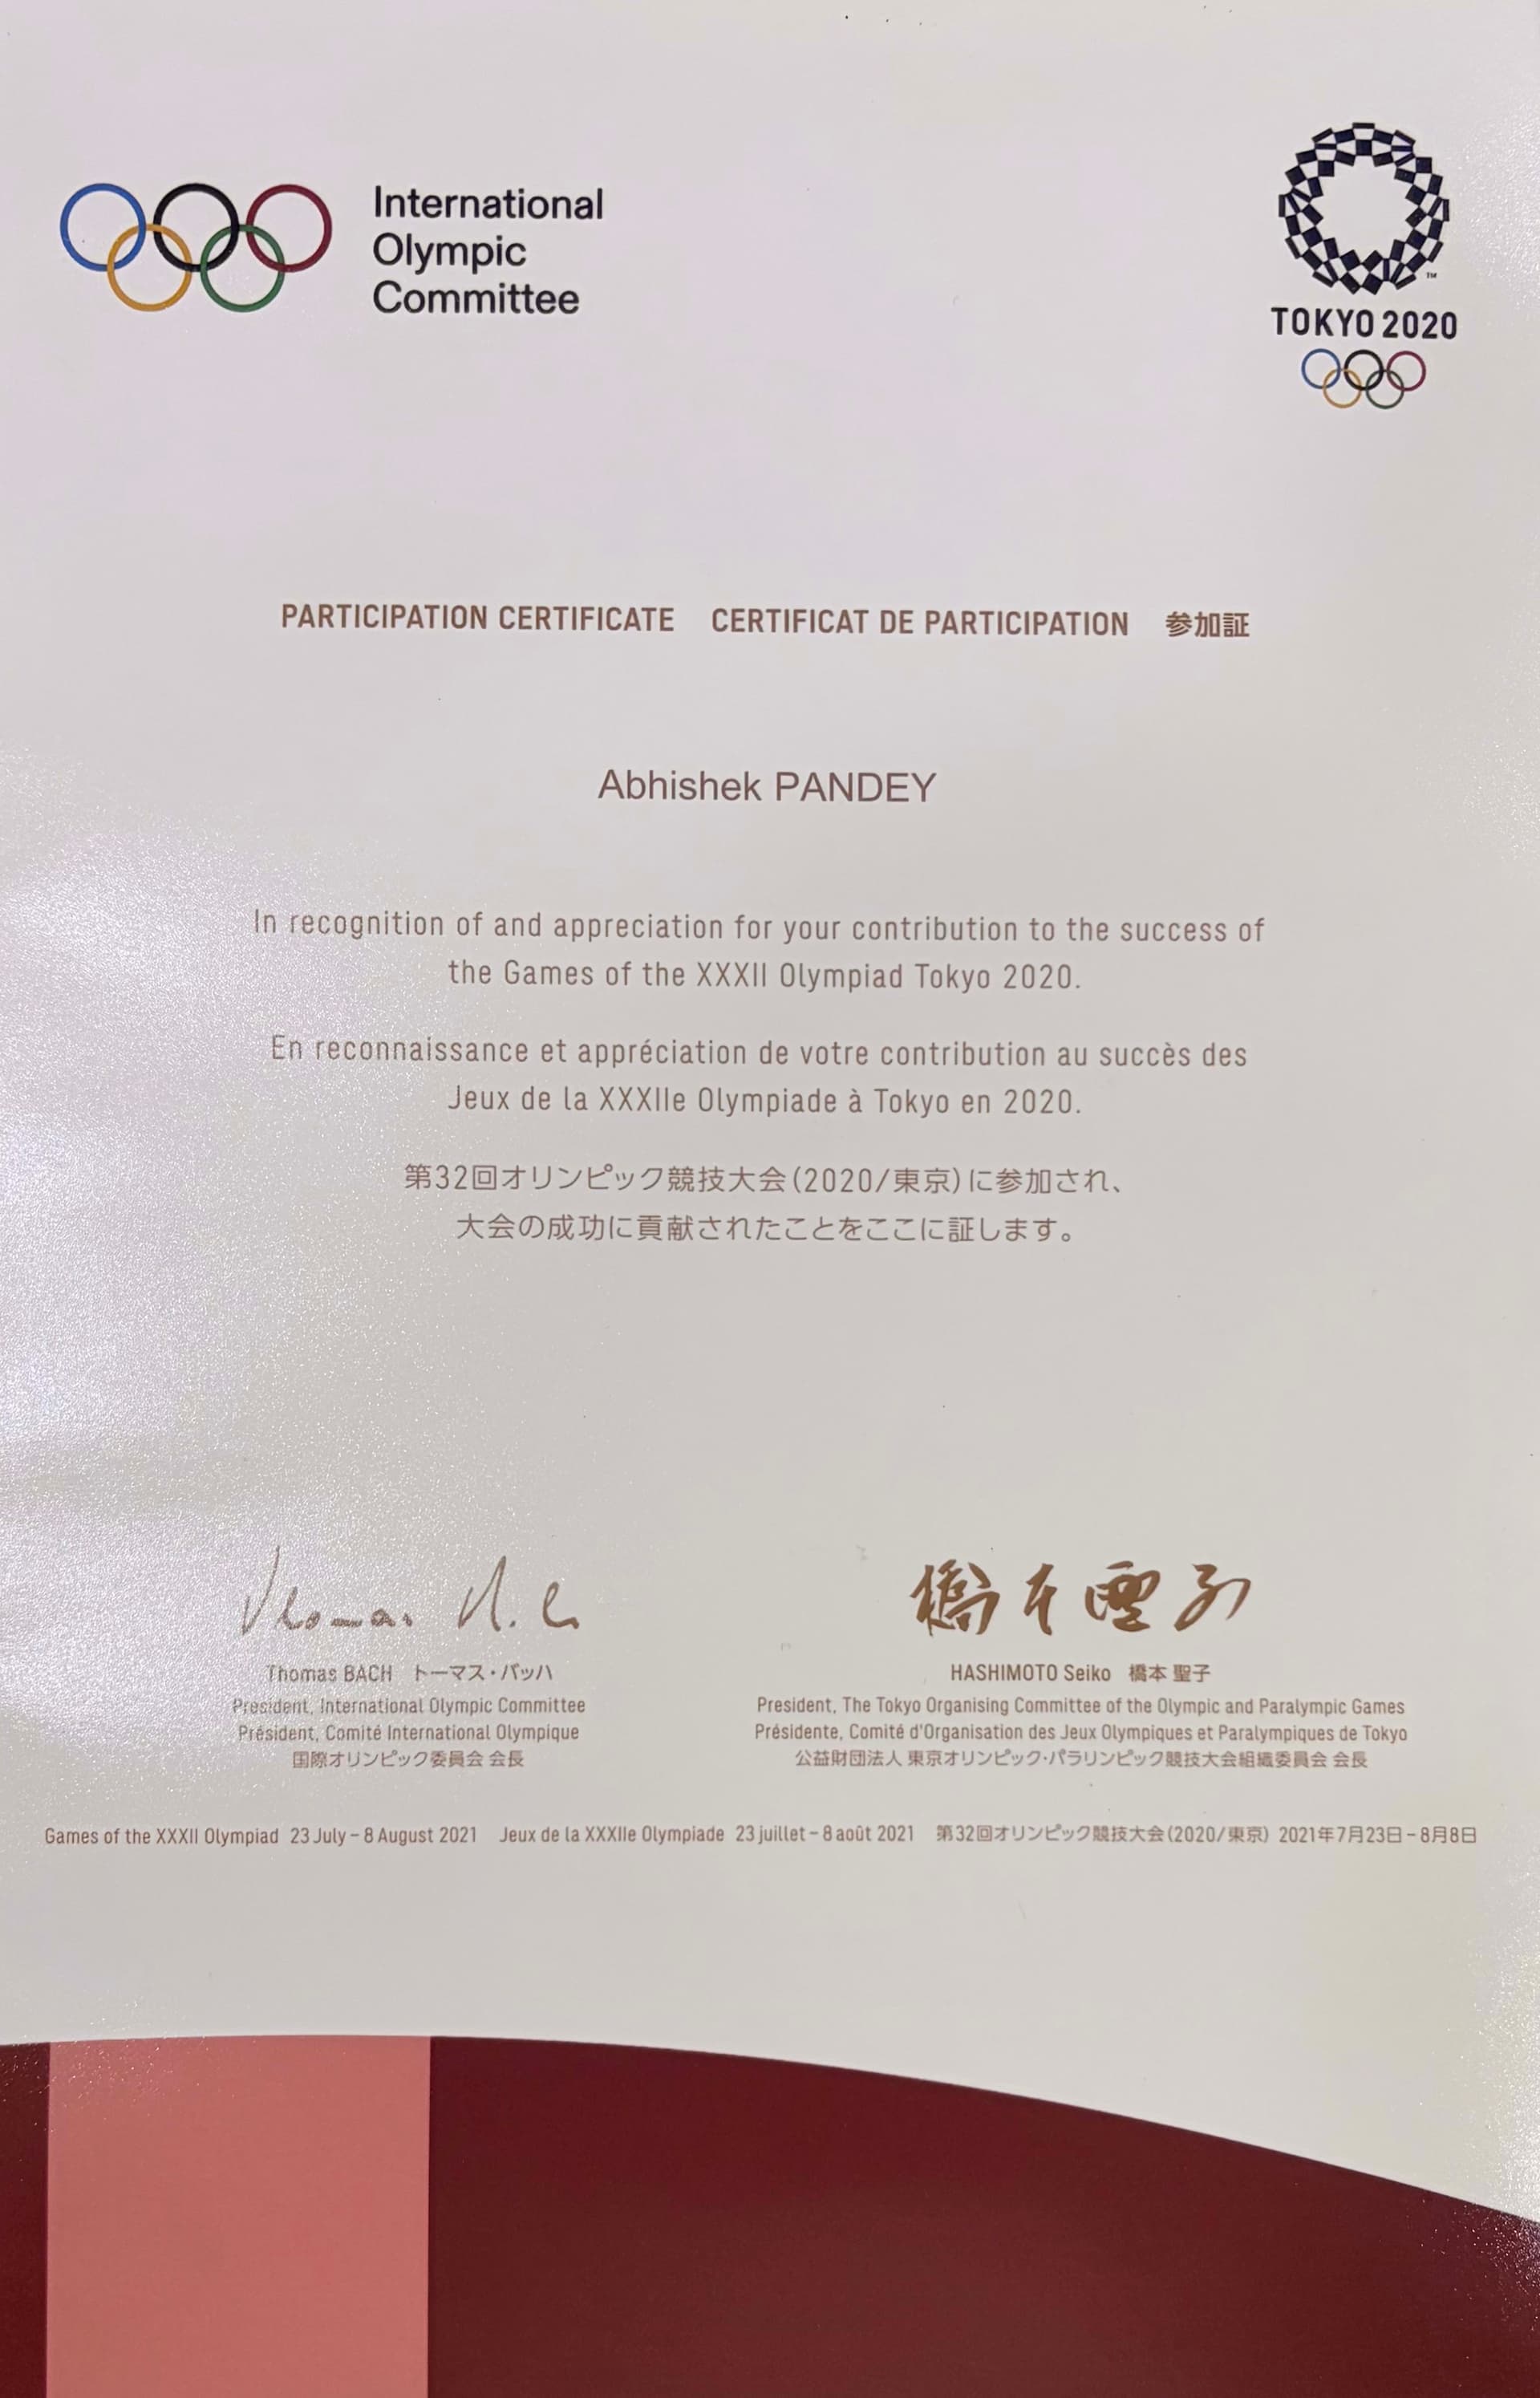 International
Olympic
Committee
TOKYO 2020
PARTICIPATION CERTIFICATE CERTIFICAT DE PARTICIPATION 参加証
Abhishek PANDEY
In recognition of and appreciation for your contribution to the success of
the Games of the XXXII Olympiad Tokyo 2020.
En reconnaissance et appréciation de votre contribution au succès des
Jeux de la XXXIIe Olympiade à Tokyo en 2020.
第32回オリンピック競技大会(2020/東京)に参加され、
大会の成功に貢献されたことをここに証します。
橋本聖子
Thomas BACH トーマス・バッハ
President, International Olympic Committee
Président, Comité International Olympique
国際オリンピック委員会 会長
HASHIMOTO Seiko 橋本 聖子
President, The Tokyo Organising Committee of the Olympic and Paralympic Games
Présidente, Comité d'Organisation des Jeux Olympiques et Paralympiques de Tokyo
公益財団法人 東京オリンピック・パラリンピック競技大会組織委員会 会長
Games of the XXXII Olympiad 23 July – 8 August 2021 Jeux de la XXXIIe Olympiade 23 juillet – 8 août 2021 第32回オリンピック競技大会(2020/東京) 2021年7月23日 – 8月8日